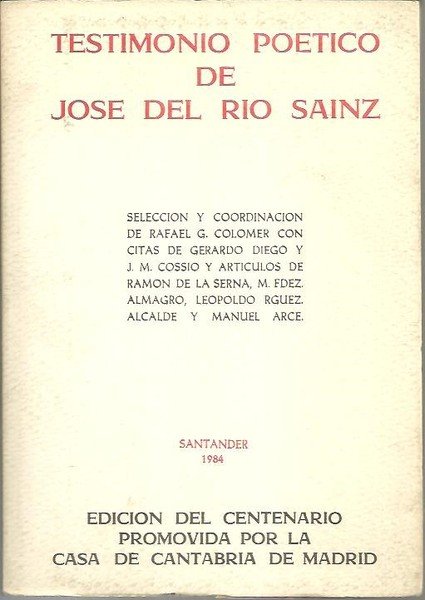 TESTIMONIO POETICO
DE
JOSE DEL RIO SAINZ
SELECCION Y COORDINACION
DE RAFAEL G. COLOMER CON
CITAS DE GERARDO DIEGO Y
J. M. COSSIO Y ARTICULOS DE
RAMON DE LA SERNA, M. FDEZ.
ALMAGRO, LEOPOLDO RGUEZ.
ALCALDE Y MANUEL ARCE.
SANTANDER
1984
EDICION DEL CENTENARIO
PROMOVIDA POR LA
CASA DE CANTABRIA DE MADRID